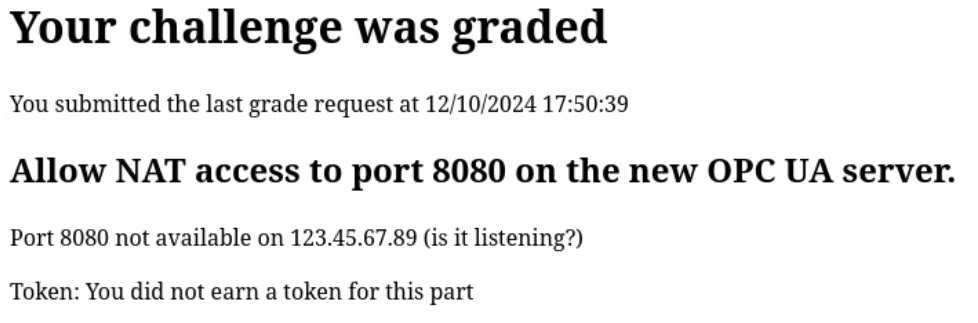 Your challenge was graded
You submitted the last grade request at 12/10/2024 17:50:39
Allow NAT access to port 8080 on the new OPC UA server.
Port 8080 not available on 123.45.67.89 (is it listening?)
Token: You did not earn a token for this part